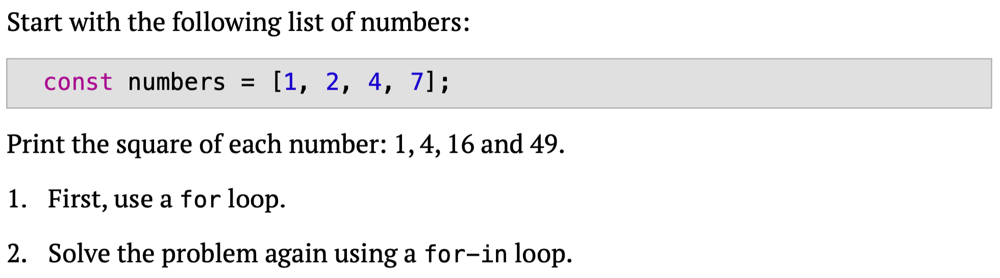 Start with the following list of numbers:
const numbers = [1, 2, 4, 7];
Print the square of each number: 1, 4, 16 and 49.
1. First, use a for loop.
2. Solve the problem again using a for-in loop.